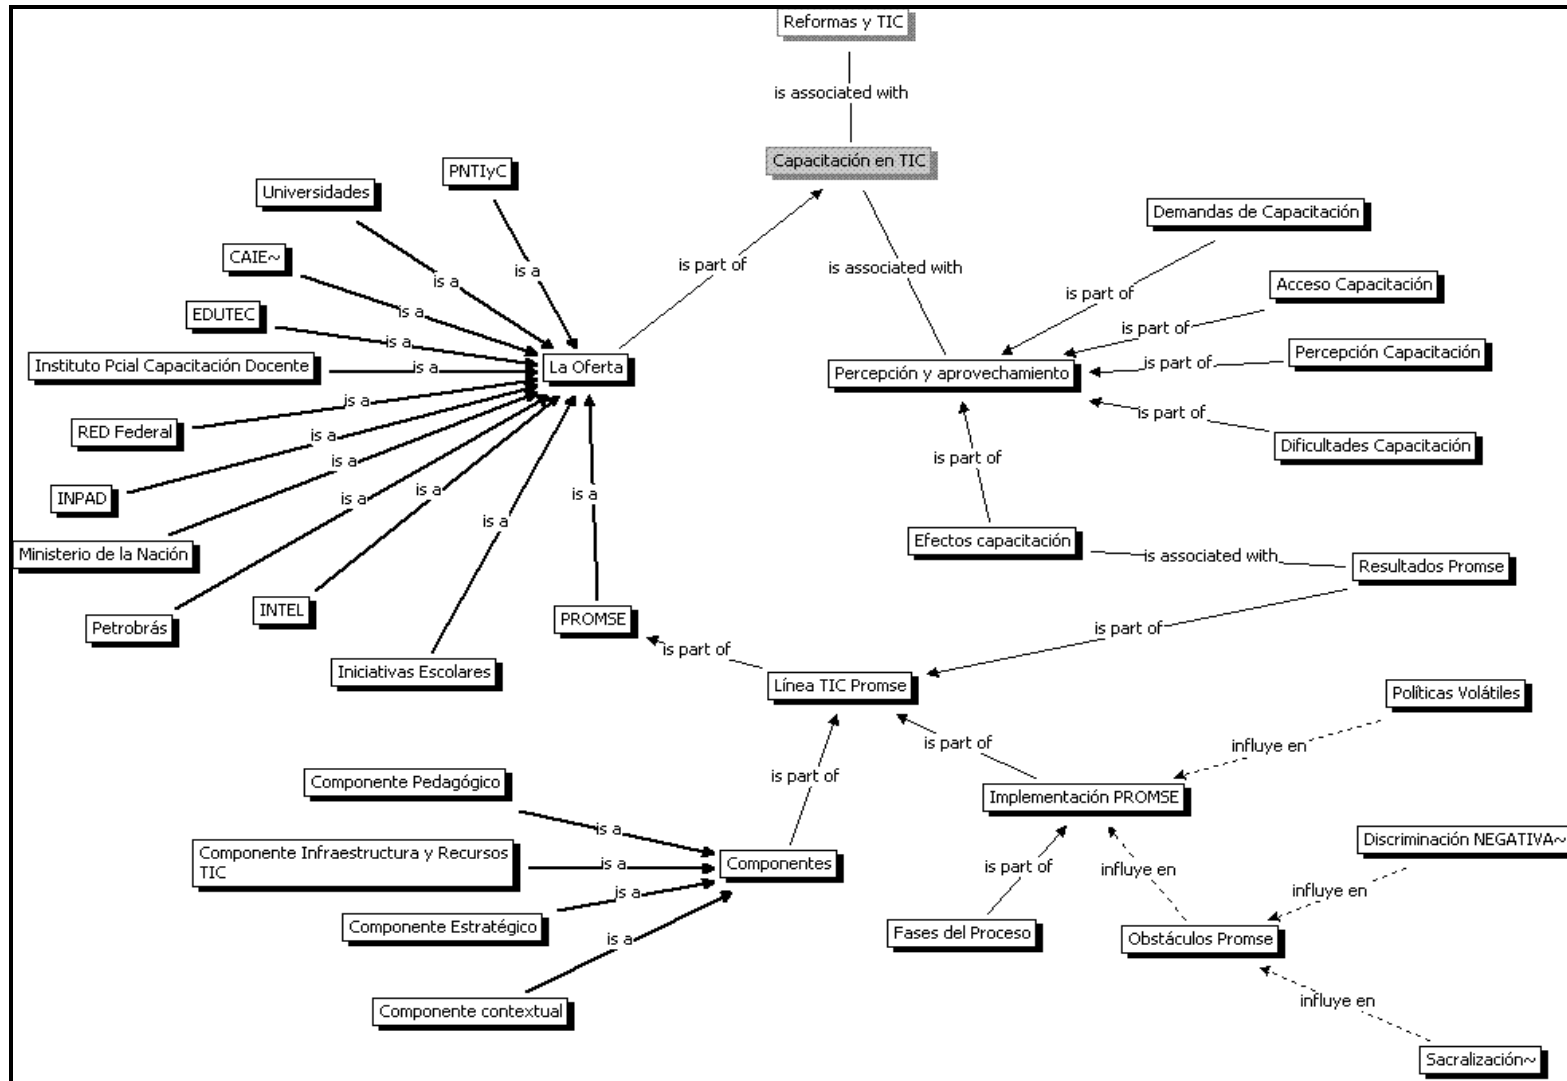 Reformas y TIC
is associated with
Capacitación en TIC
PNTIyC
Universidades
Demandas de Capacitación
CAIE~
is part of
is a
is associated with
is a
Acceso Capacitación
is part of
EDUTEC
is a
is part of
is a
Percepción Capacitación
Instituto Pcial Capacitación Docente
is a
La Oferta
Percepción y aprovechamiento
is part of
is a
is part of
RED Federal
is a
Dificultades Capacitación
is a
is part of
INPAD
is a
is a
is a
is a
Ministerio de la Nación
Efectos capacitación
is associated with
Resultados Promse
Petrobrás
INTEL
PROMSE
is part of
Iniciativas Escolares
is part of
Línea TIC Promse
Políticas Volátiles
is part of
influye en
Componente Pedagógico
is part of
Implementación PROMSE
is a
Discriminación NEGATIVA~
Componente Infraestructura y Recursos
TIC
is a
Componentes
is part of
influye en
is a
influye en
Componente Estratégico
is a
Fases del Proceso
Obstáculos Promse
Componente contextual
influye en
Sacralización~